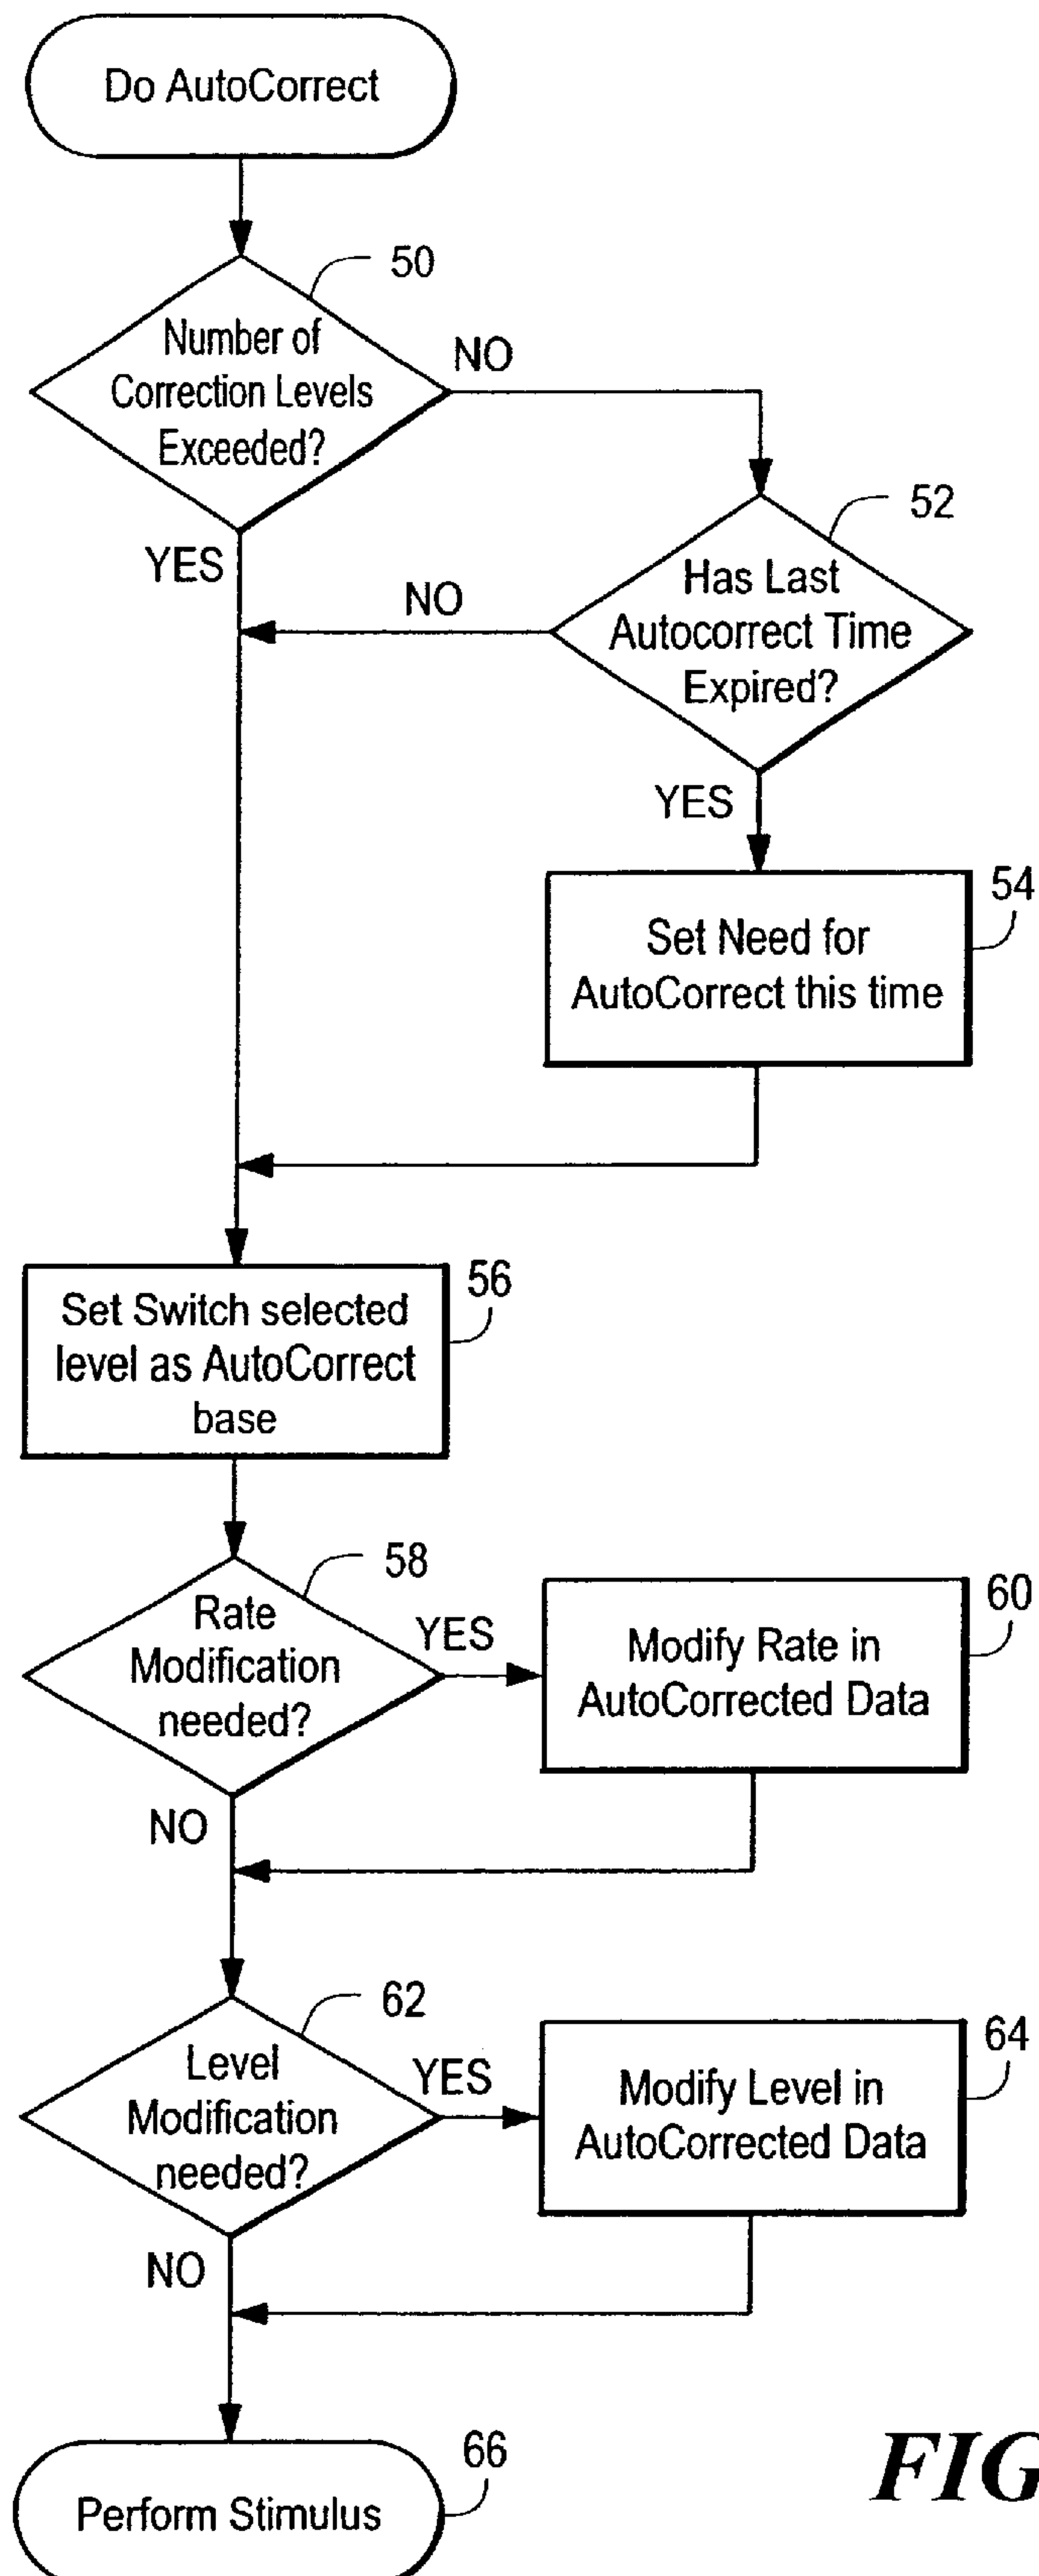 Do AutoCorrect
50
Number of
Correction Levels
Exceeded?
NO
YES
52
Has Last
Autocorrect Time
Expired?
NO
YES
54
Set Need for
AutoCorrect this time
56
Set Switch selected
level as AutoCorrect
base
58
Rate
Modification
needed?
YES
NO
60
Modify Rate in
AutoCorrected Data
62
Level
Modification
needed?
YES
NO
64
Modify Level in
AutoCorrected Data
66
Perform Stimulus
FIG